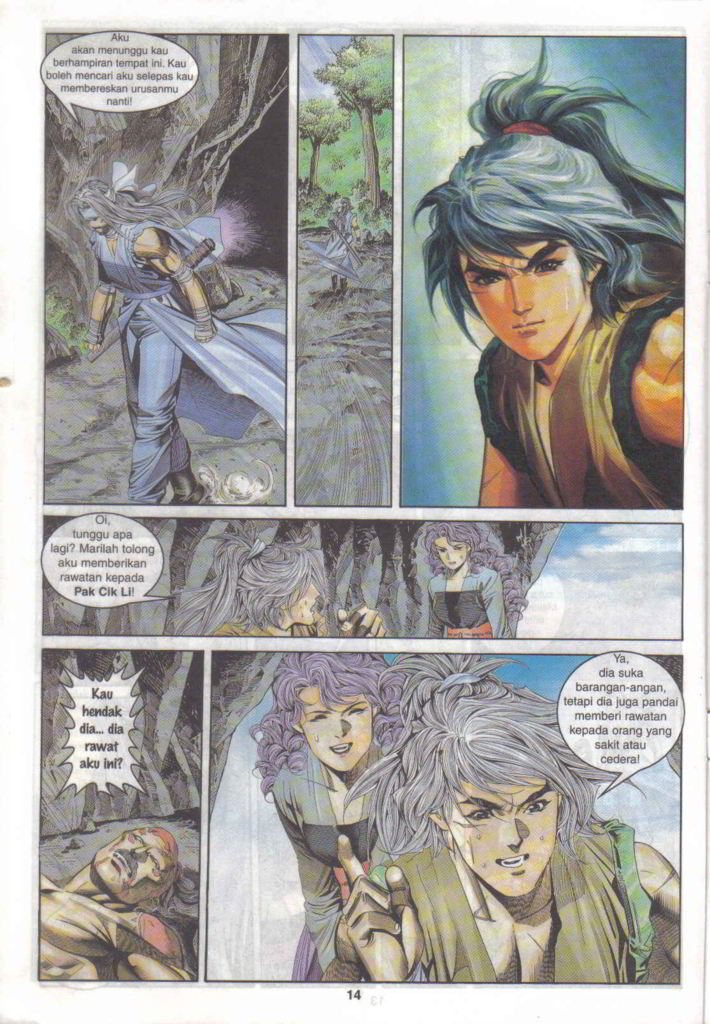 Aku
akan menunggu kau
berhampiran tempat ini. Kau
boleh mencari aku selepas kau
membereskan urusanmu
nanti!
Oi,
tunggu apa
lagi? Marilah tolong
aku memberikan
rawatan kepada
Pak Cik Li!
Kau
hendak
dia... dia
rawat
aku ini?
Ya,
dia suka
barangan-angan,
tetapi dia juga pandai
memberi rawatan
kepada orang yang
sakit atau
cedera!
14